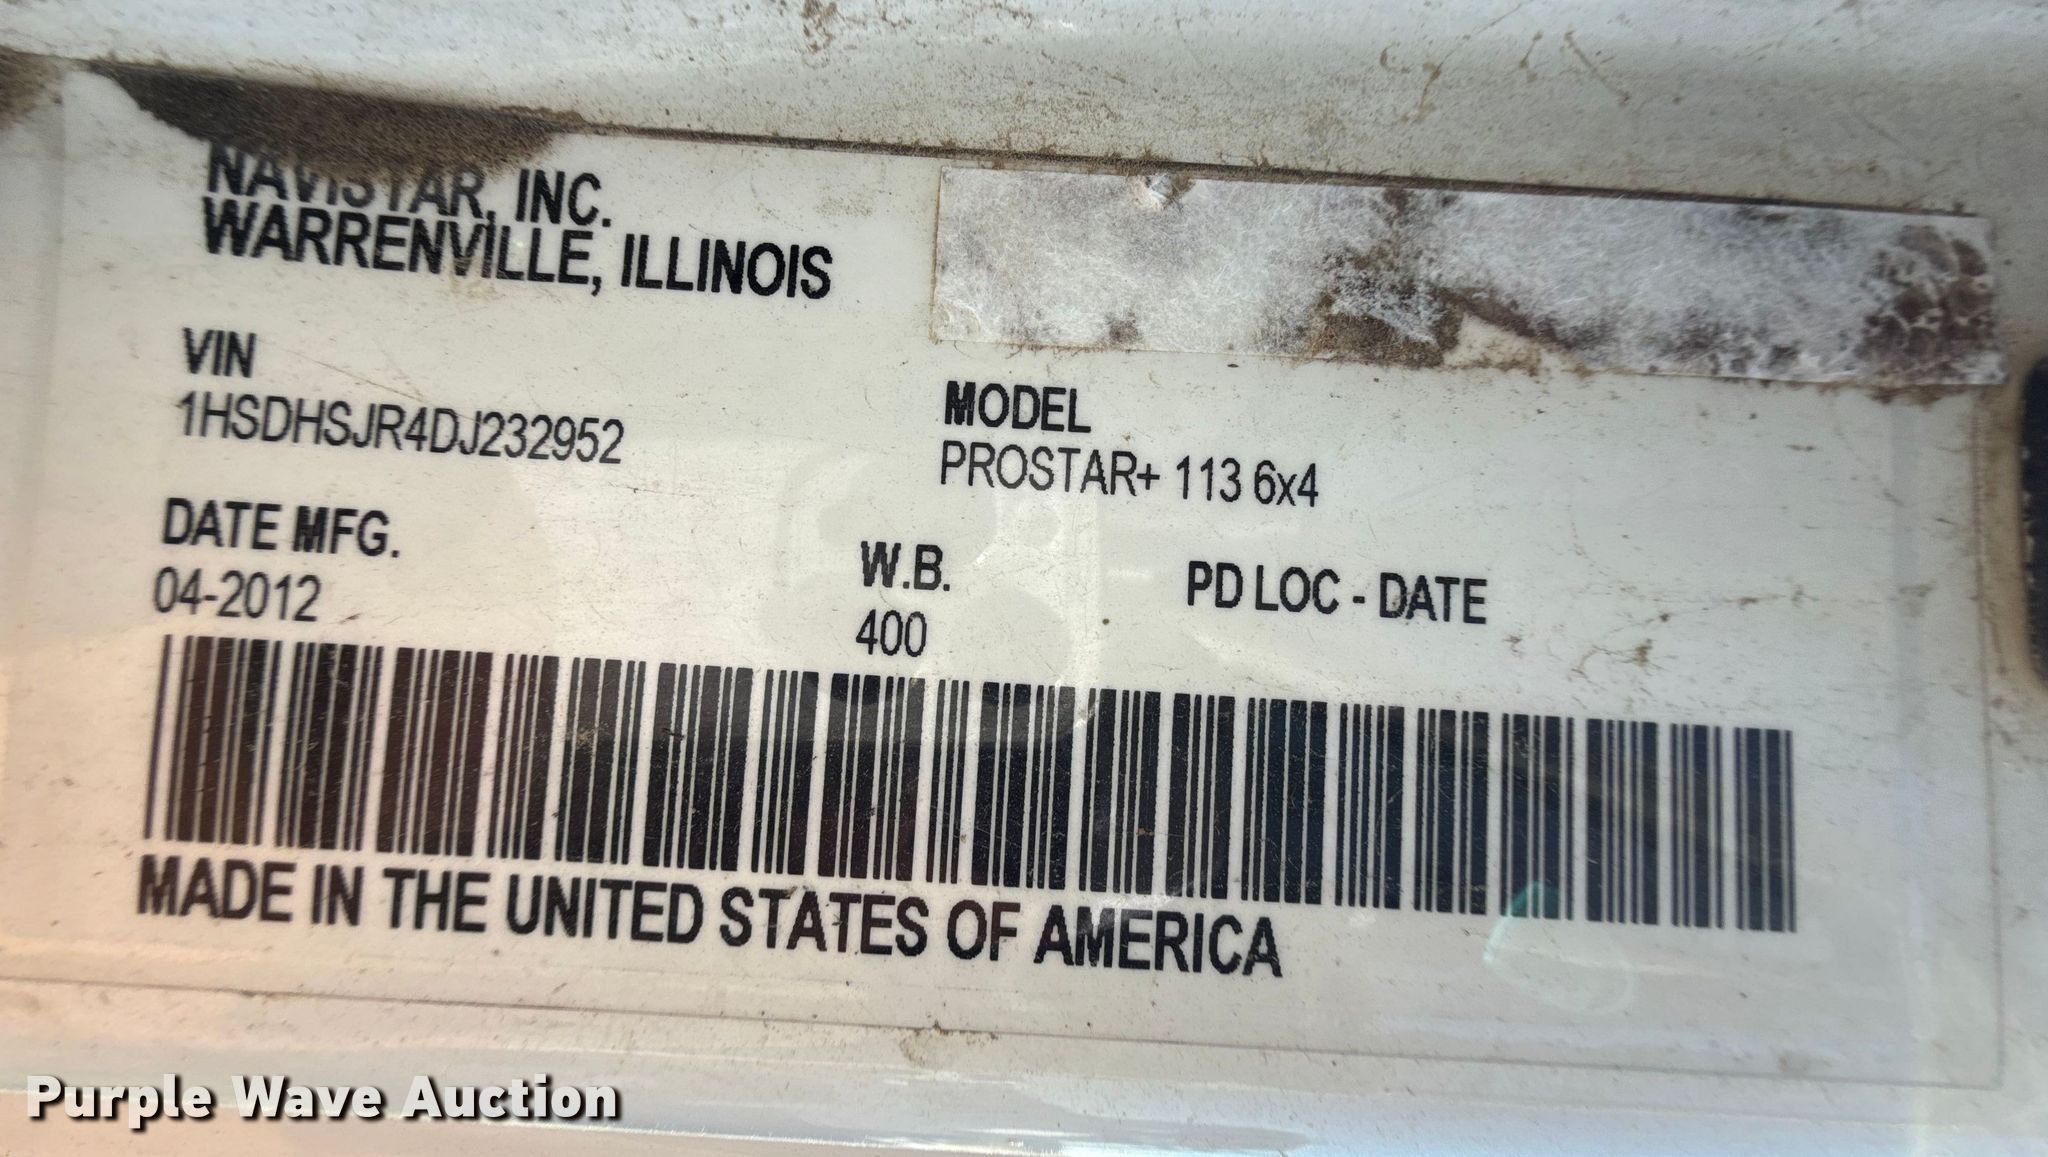 NAVISTAR, INC.
WARRENVILLE, ILLINOIS
VIN
1HSDHSJR4DJ232952
MODEL
PROSTAR+ 113 6x4
DATE MFG.
04-2012
W.B.
400
PD LOC - DATE
MADE IN THE UNITED STATES OF AMERICA
Purple Wave Auction